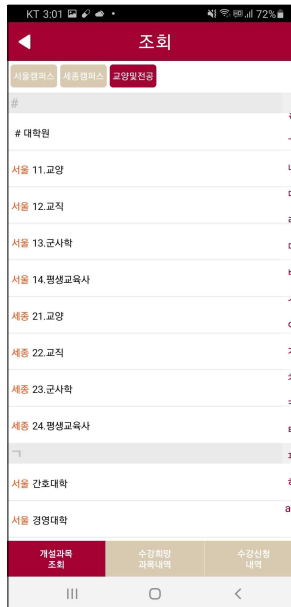 KT 3:01
72%
조회
서울캠퍼스 세종캠퍼스 교양및전공
#
# 대학원
서울 11.교양
서울 12.교직
서울 13.군사학
서울 14.평생교육사
세종 21.교양
세종 22.교직
세종 23.군사학
세종 24.평생교육사
ㄱ
서울 간호대학
서울 경영대학
개설과목
조회
수강희망
과목내역
수강신청
내역